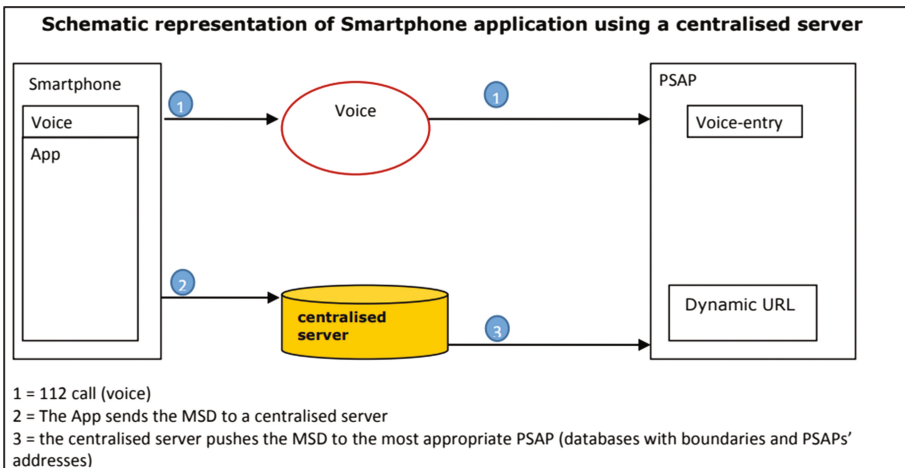 Schematic representation of Smartphone application using a centralised server
Smartphone
Voice
App
1
Voice
1
PSAP
Voice-entry
2
centralised
server
3
Dynamic URL
1 = 112 call (voice)
2 = The App sends the MSD to a centralised server
3 = the centralised server pushes the MSD to the most appropriate PSAP (databases with boundaries and PSAPs’
addresses)